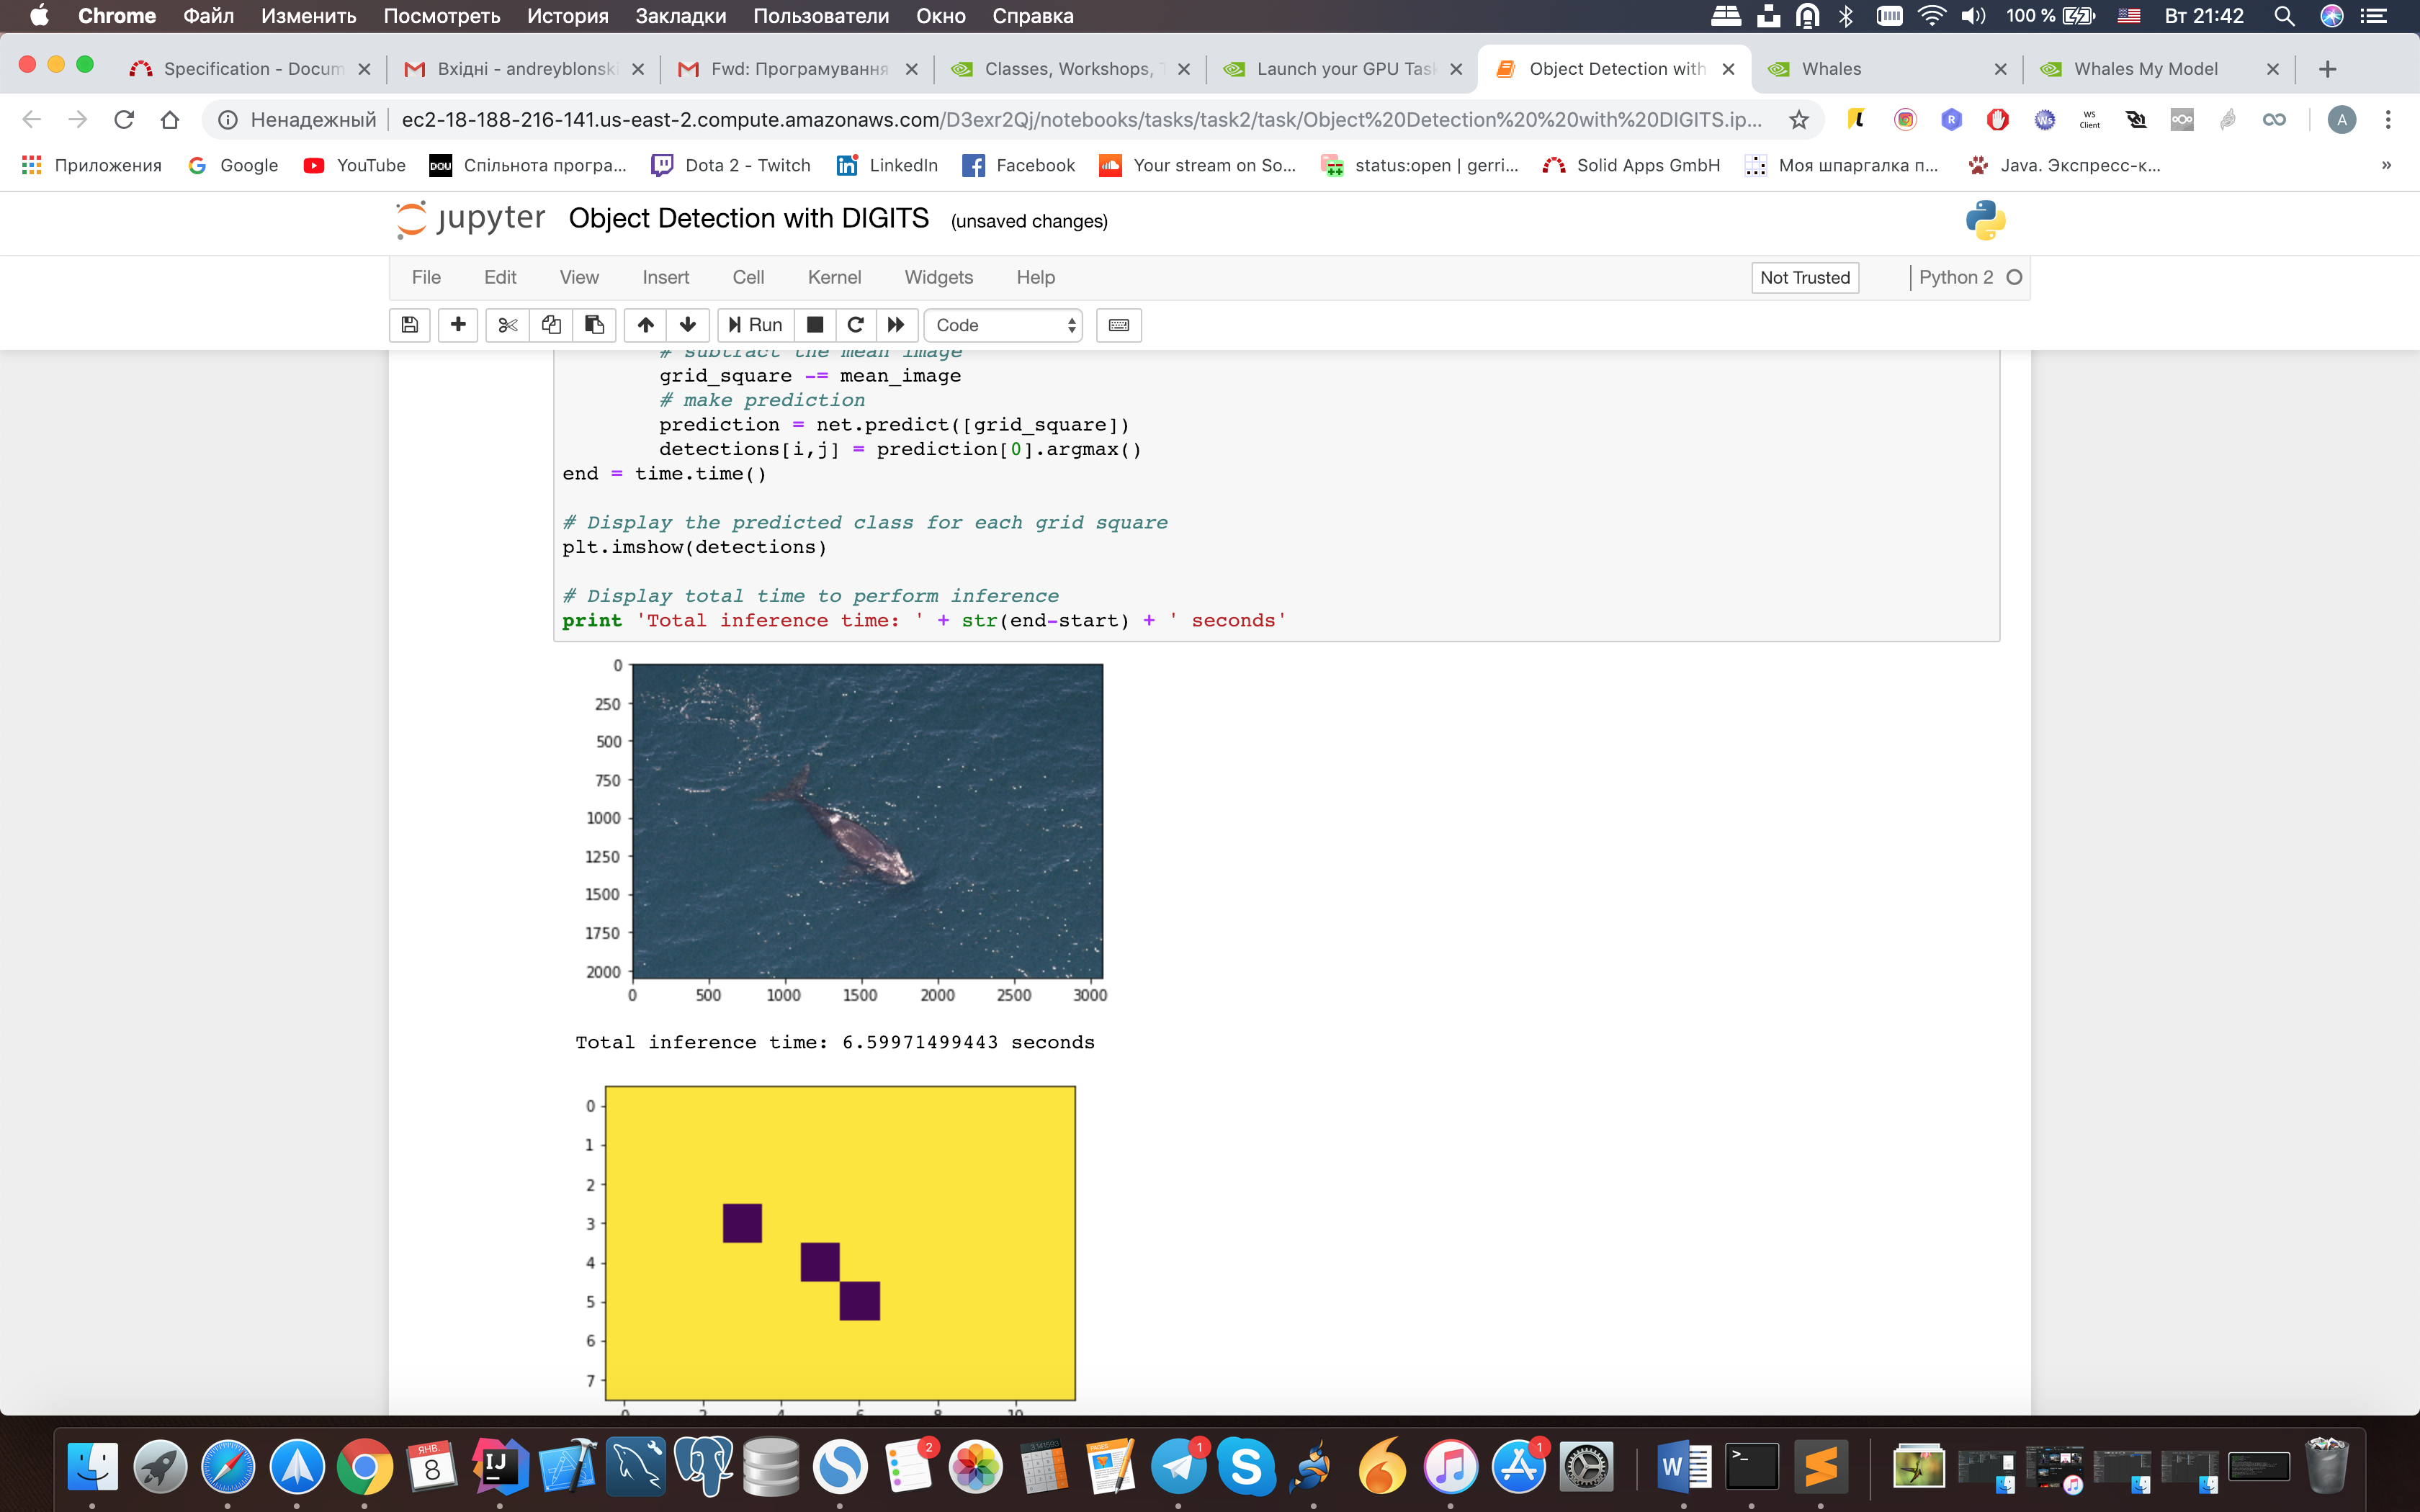 Chrome Файл Изменить Посмотреть История Закладки Пользователи Окно Справка 100 % Вт 21:42
Specification - Docum Вхідні - andreyblonski Fwd: Програмування Classes, Workshops, Launch your GPU Task Object Detection with Whales Whales My Model
Ненадежный ec2-18-188-216-141.us-east-2.compute.amazonaws.com/D3exr2Qj/notebooks/tasks/task2/task/Object%20Detection%20%20with%20DIGITS.ip... ws Client A
Приложения Google YouTube DOU Спільнота програ... Dota 2 - Twitch LinkedIn Facebook Your stream on So... status:open | gerri... Solid Apps GmbH Моя шпаргалка п... Java. Экспресс-к... »
jupyter Object Detection with DIGITS (unsaved changes)
File Edit View Insert Cell Kernel Widgets Help Not Trusted Python 2
Run Code
# subtract the mean image
grid_square -= mean_image
# make prediction
prediction = net.predict([grid_square])
detections[i,j] = prediction[0].argmax()
end = time.time()
# Display the predicted class for each grid square
plt.imshow(detections)
# Display total time to perform inference
print 'Total inference time: ' + str(end-start) + ' seconds'
0
250
500
750
1000
1250
1500
1750
2000
0 500 1000 1500 2000 2500 3000
Total inference time: 6.59971499443 seconds
0
1
2
3
4
5
6
7
0 2 4 6 8 10
ЯНВ.
8
IJ
2
PAGES
1
S
1
W